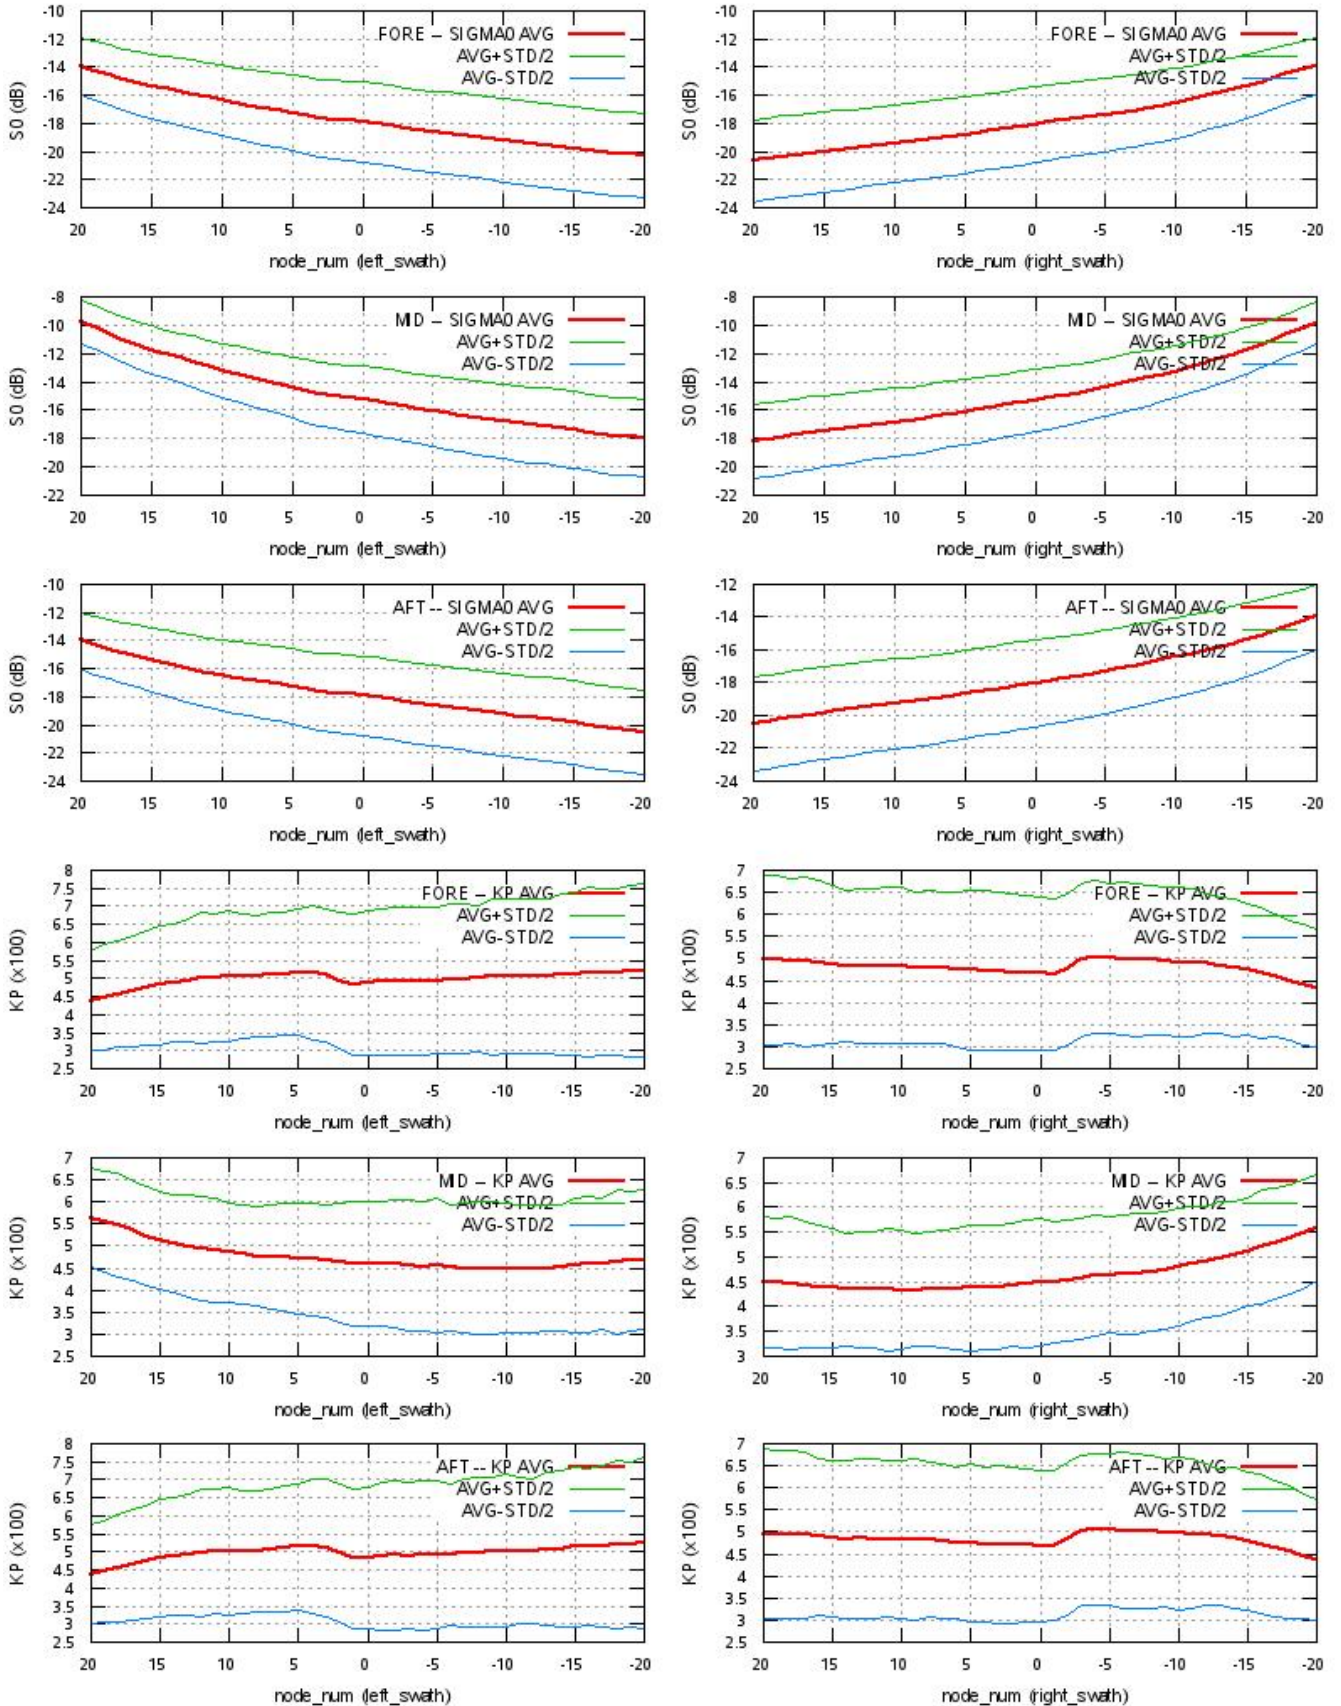 -10
-12
-14
-16
-18
-20
-22
-24
S0 (dB)
FORE -- SIGMA0 AVG
AVG+STD/2
AVG-STD/2
20 15 10 5 0 -5 -10 -15 -20
node_num (left_swath)
-10
-12
-14
-16
-18
-20
-22
-24
S0 (dB)
FORE -- SIGMA0 AVG
AVG+STD/2
AVG-STD/2
20 15 10 5 0 -5 -10 -15 -20
node_num (right_swath)
-8
-10
-12
-14
-16
-18
-20
-22
S0 (dB)
MID -- SIGMA0 AVG
AVG+STD/2
AVG-STD/2
20 15 10 5 0 -5 -10 -15 -20
node_num (left_swath)
-8
-10
-12
-14
-16
-18
-20
-22
S0 (dB)
MID -- SIGMA0 AVG
AVG+STD/2
AVG-STD/2
20 15 10 5 0 -5 -10 -15 -20
node_num (right_swath)
-10
-12
-14
-16
-18
-20
-22
-24
S0 (dB)
AFT -- SIGMA0 AVG
AVG+STD/2
AVG-STD/2
20 15 10 5 0 -5 -10 -15 -20
node_num (left_swath)
-12
-14
-16
-18
-20
-22
-24
S0 (dB)
AFT -- SIGMA0 AVG
AVG+STD/2
AVG-STD/2
20 15 10 5 0 -5 -10 -15 -20
node_num (right_swath)
8
7.5
7
6.5
6
5.5
5
4.5
4
3.5
3
2.5
KP (x100)
FORE -- KP AVG
AVG+STD/2
AVG-STD/2
20 15 10 5 0 -5 -10 -15 -20
node_num (left_swath)
7
6.5
6
5.5
5
4.5
4
3.5
3
2.5
KP (x100)
FORE -- KP AVG
AVG+STD/2
AVG-STD/2
20 15 10 5 0 -5 -10 -15 -20
node_num (right_swath)
7
6.5
6
5.5
5
4.5
4
3.5
3
2.5
KP (x100)
MID -- KP AVG
AVG+STD/2
AVG-STD/2
20 15 10 5 0 -5 -10 -15 -20
node_num (left_swath)
7
6.5
6
5.5
5
4.5
4
3.5
3
KP (x100)
MID -- KP AVG
AVG+STD/2
AVG-STD/2
20 15 10 5 0 -5 -10 -15 -20
node_num (right_swath)
8
7.5
7
6.5
6
5.5
5
4.5
4
3.5
3
2.5
KP (x100)
AFT -- KP AVG
AVG+STD/2
AVG-STD/2
20 15 10 5 0 -5 -10 -15 -20
node_num (left_swath)
7
6.5
6
5.5
5
4.5
4
3.5
3
2.5
KP (x100)
AFT -- KP AVG
AVG+STD/2
AVG-STD/2
20 15 10 5 0 -5 -10 -15 -20
node_num (right_swath)